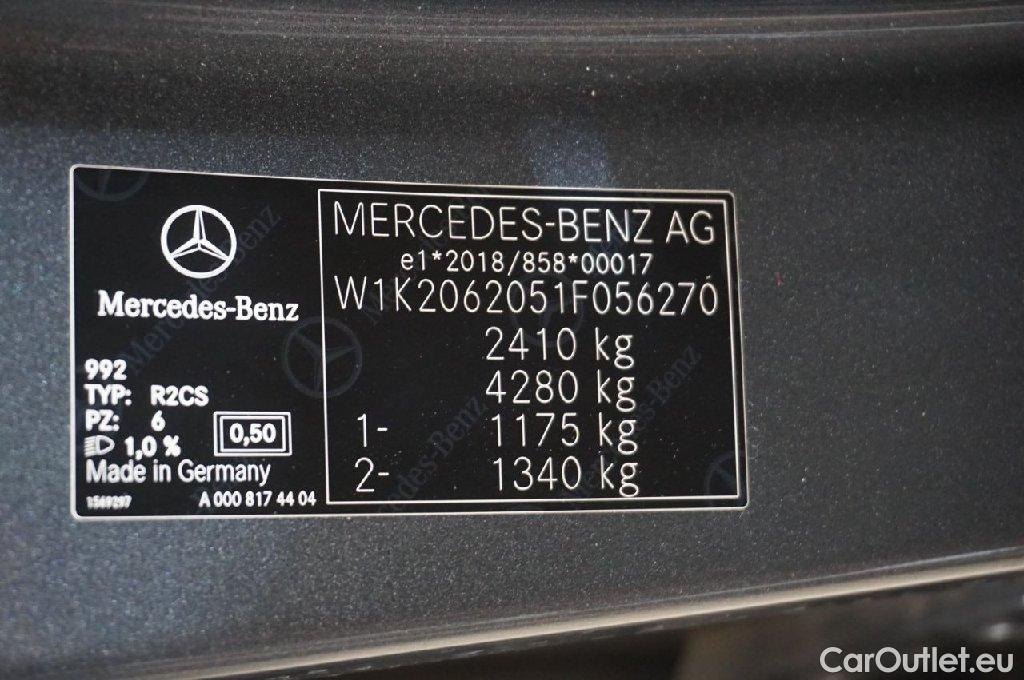 Mercedes-Benz
992
TYP: R2CS
PZ: 6
1,0 %
0,50
Made in Germany
1569297
A 000 817 44 04
MERCEDES-BENZ AG
e1*2018/858*00017
W1K2062051F056270
2410 kg
4280 kg
1- 1175 kg
2- 1340 kg
CarOutlet.eu